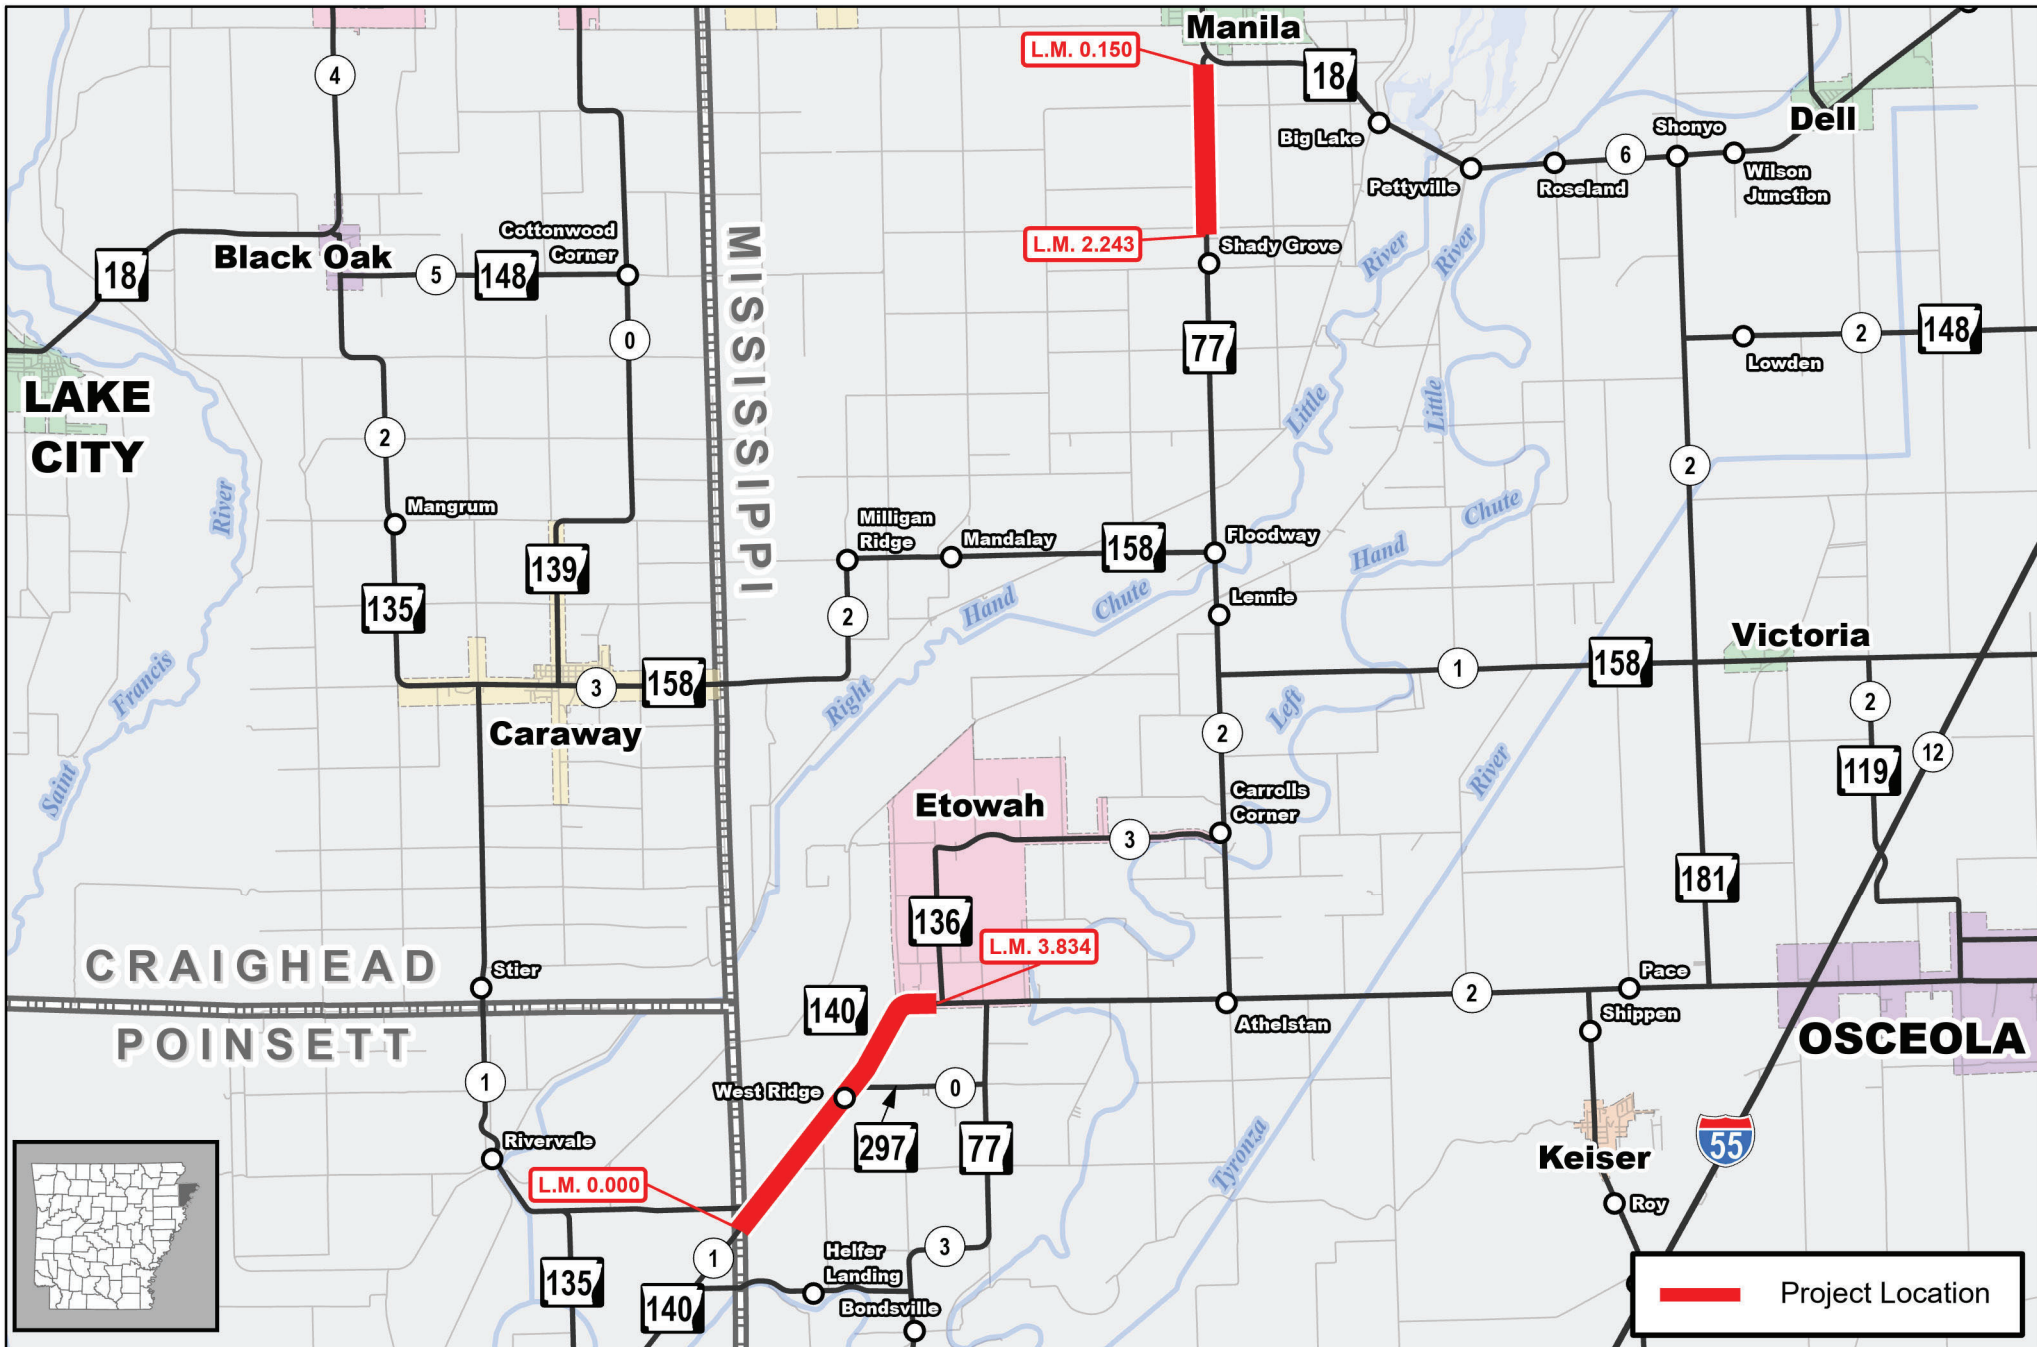 Manila
L.M. 0.150
4
18
Dell
Shonyo
Big Lake
6
Wilson
Junction
Pettyville
Roseland
Cottonwood
Corner
Black Oak
18
5
148
L.M. 2.243
Shady Grove
River
River
0
77
2
148
Lowden
LAKE
CITY
MISSISSIPPI
Little
Little
2
2
River
Mangrum
Milligan
Ridge
Mandalay
158
Floodway
Chute
Hand
139
135
Hand
Chute
Lennie
2
Victoria
158
1
158
3
Francis
Right
Caraway
Left
2
2
119
12
Saint
River
Etowah
Carrolls
Corner
3
181
136
L.M. 3.834
CRAIGHEAD
Stier
Pace
2
140
Shippen
Athelstan
POINSETT
OSCEOLA
1
West Ridge
0
297
77
Rivervale
Tyronza
Keiser
55
L.M. 0.000
Roy
1
3
Helfer
Landing
135
140
Bondsville
Project Location